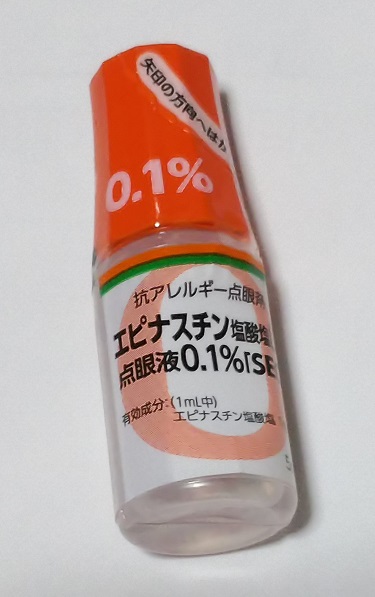 矢印の方向へはが
0.1%
抗アレルギー点眼剤
エピナスチン塩酸塩
点眼液0.1%「SE
有効成分:(1mL中)
エピナスチン塩酸塩
5